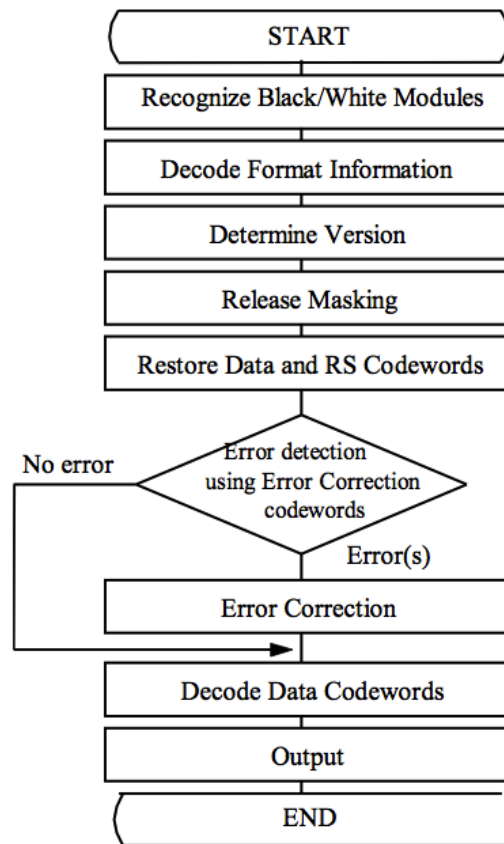 START
Recognize Black/White Modules
Decode Format Information
Determine Version
Release Masking
Restore Data and RS Codewords
Error detection
No error
using Error Correction
codewords
Error(s)
Error Correction
Decode Data Codewords
Output
END